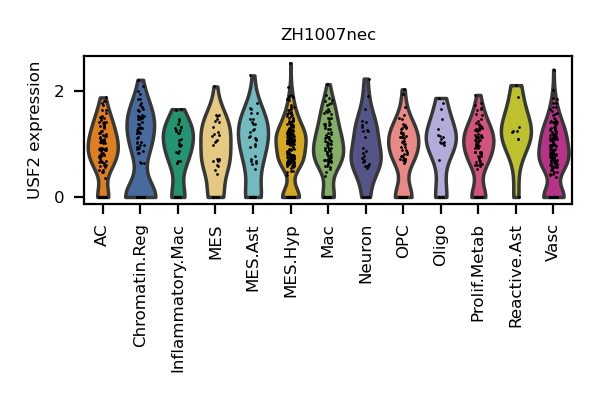 ZH1007nec
USF2 expression
2
0
AC
Chromatin.Reg
Inflammatory.Mac
MES
MES.Ast
MES.Hyp
Mac
Neuron
OPC
Oligo
Prolif.Metab
Reactive.Ast
Vasc